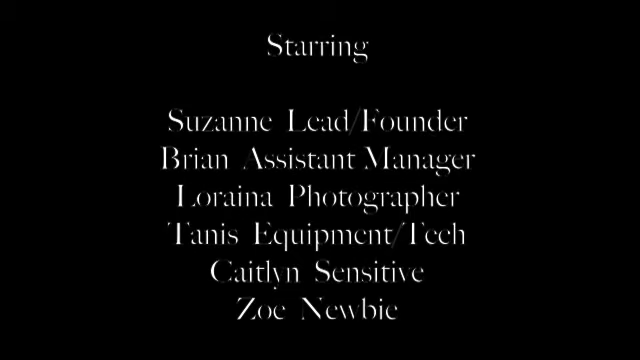 Starring
Suzanne Lead/Founder
Brian Assistant Manager
Loraina Photographer
Tanis Equipment/Tech
Caitlyn Sensitive
Zoe Newbie